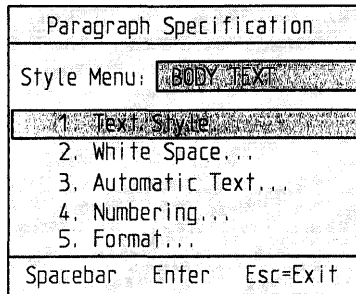 Paragraph Specification
Style Menu: BODY TEXT
1. Text Style...
2. White Space...
3. Automatic Text...
4. Numbering...
5. Format...
Spacebar Enter Esc=Exit